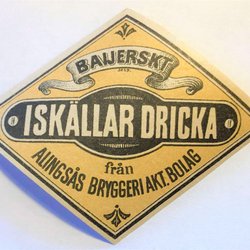 BAIJERSKT
ISKÄLLAR DRICKA
från
ALINGSÅS BRYGGERI AKT. BOLAG